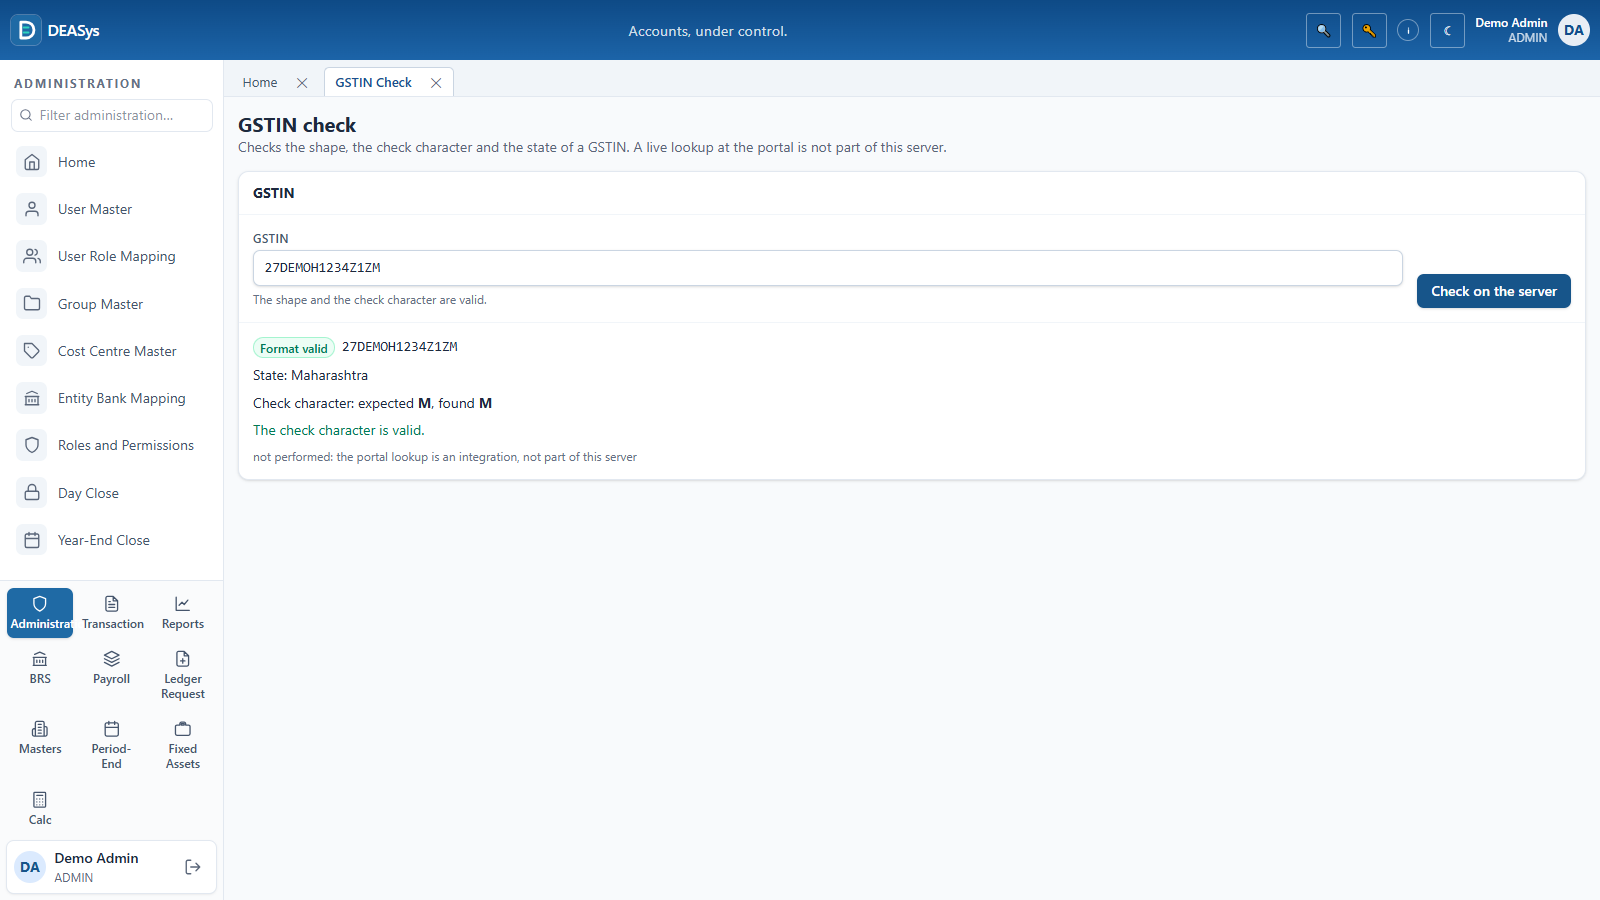 DEASys
Accounts, under control.
Demo Admin
ADMIN
DA
ADMINISTRATION
Filter administration...
Home
User Master
User Role Mapping
Group Master
Cost Centre Master
Entity Bank Mapping
Roles and Permissions
Day Close
Year-End Close
Administrat
Transaction
Reports
BRS
Payroll
Ledger
Request
Masters
Period-
End
Fixed
Assets
Calc
DA
Demo Admin
ADMIN
Home
GSTIN Check
GSTIN check
Checks the shape, the check character and the state of a GSTIN. A live lookup at the portal is not part of this server.
GSTIN
GSTIN
27DEMOH1234Z1ZM
The shape and the check character are valid.
Check on the server
Format valid 27DEMOH1234Z1ZM
State: Maharashtra
Check character: expected M, found M
The check character is valid.
not performed: the portal lookup is an integration, not part of this server